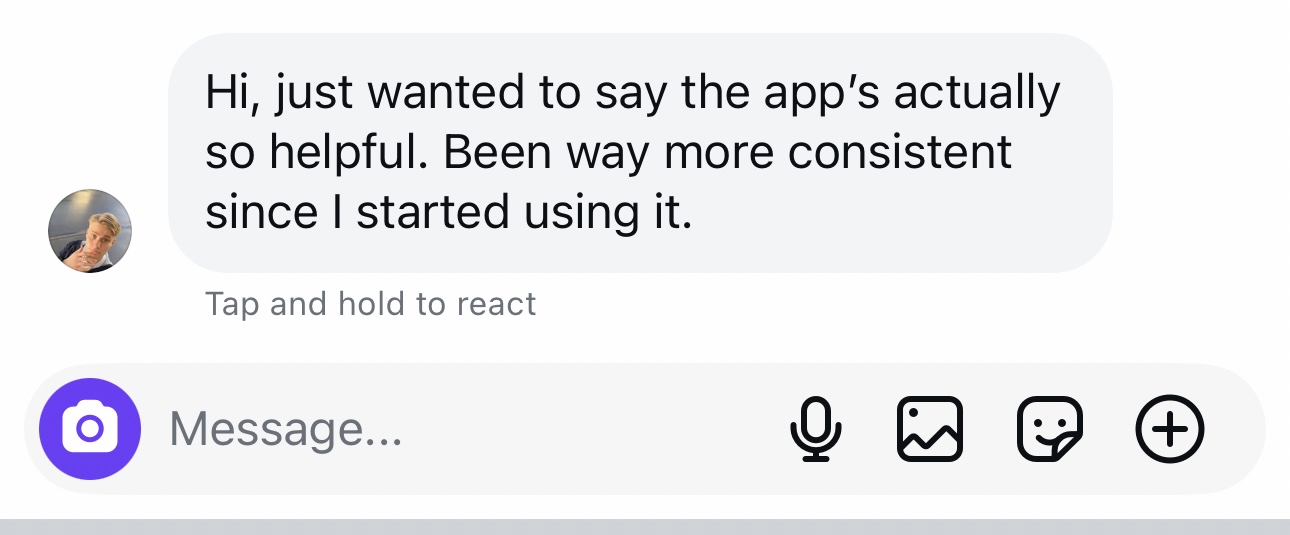 Hi, just wanted to say the app’s actually
so helpful. Been way more consistent
since I started using it.
Tap and hold to react
Message...